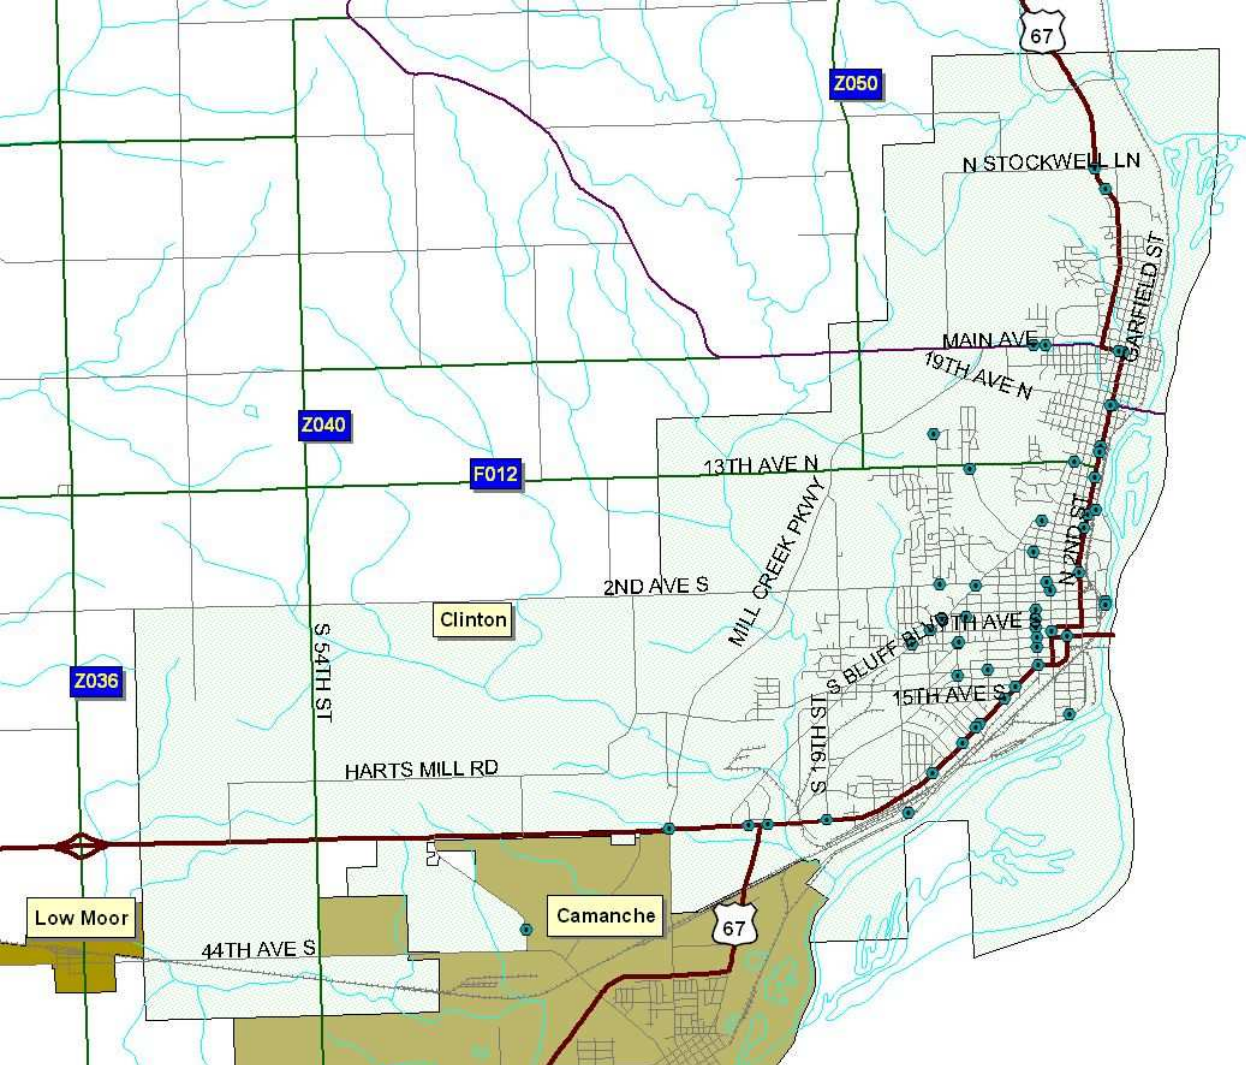 67
Z050
N STOCKWELL LN
GARFIELD ST
MAIN AVE
19TH AVE N
Z040
F012
13TH AVE N
MILL CREEK PKWY
N 2ND ST
2ND AVE S
Clinton
TH AVE S
S BLUFF BLVD
S 54TH ST
Z036
15TH AVE S
S 19TH ST
HARTS MILL RD
Low Moor
Camanche
67
44TH AVE S